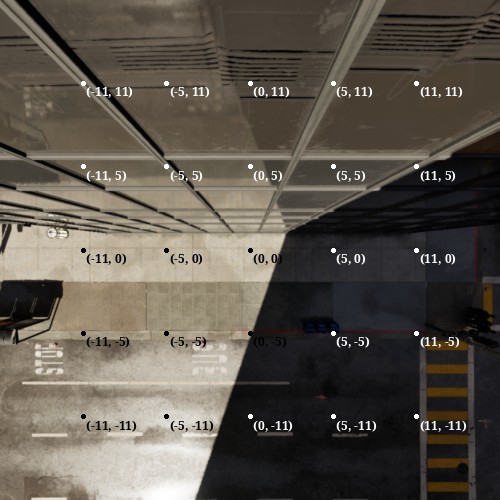 (-11, 11) (-5, 11) (0, 11) (5, 11) (11, 11)
(-11, 5) (-5, 5) (0, 5) (5, 5) (11, 5)
(-11, 0) (-5, 0) (0, 0) (5, 0) (11, 0)
(-11, -5) (-5, -5) (0, -5) (5, -5) (11, -5)
(-11, -11) (-5, -11) (0, -11) (5, -11) (11, -11)